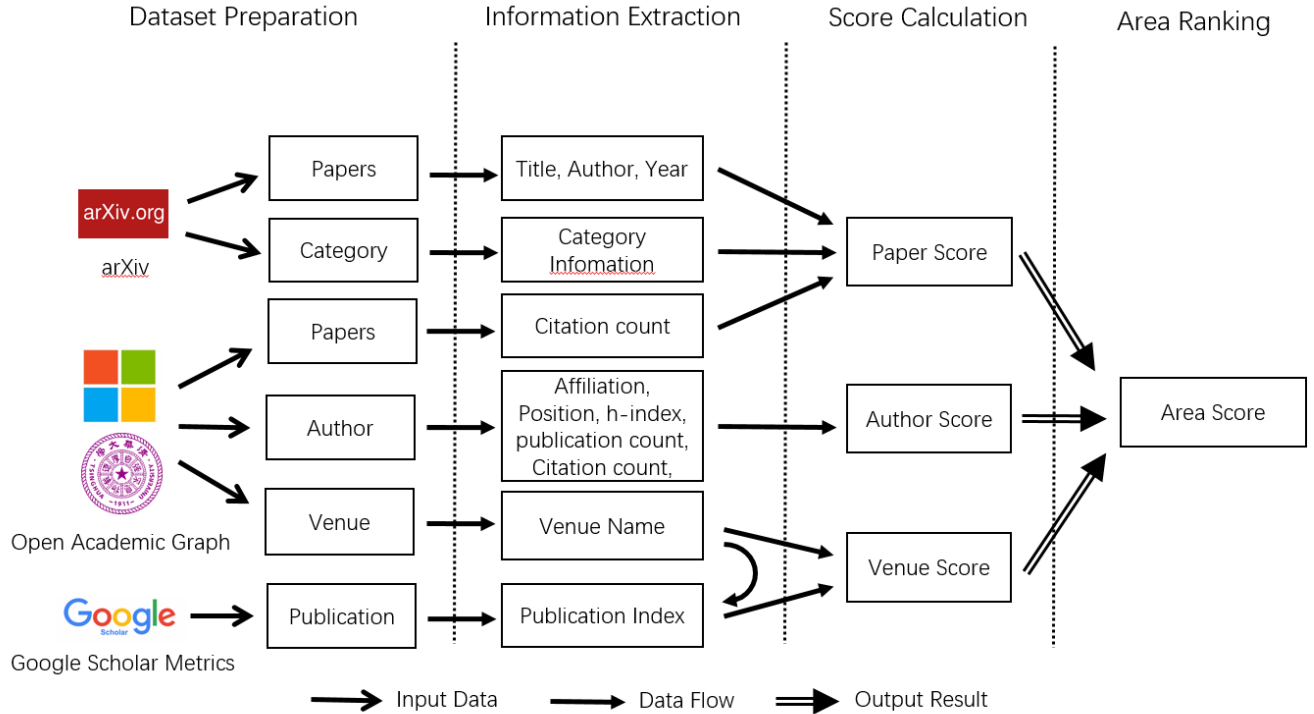 Dataset Preparation
Information Extraction
Score Calculation
Area Ranking
Papers
Title, Author, Year
arXiv.org
arXiv
Category
Category
Infomation
Paper Score
Papers
Citation count
Author
Affiliation,
Position, h-index,
publication count,
Citation count,
Author Score
Area Score
Open Academic Graph
Venue
Venue Name
Venue Score
Google
Scholar
Google Scholar Metrics
Publication
Publication Index
Input Data
Data Flow
Output Result